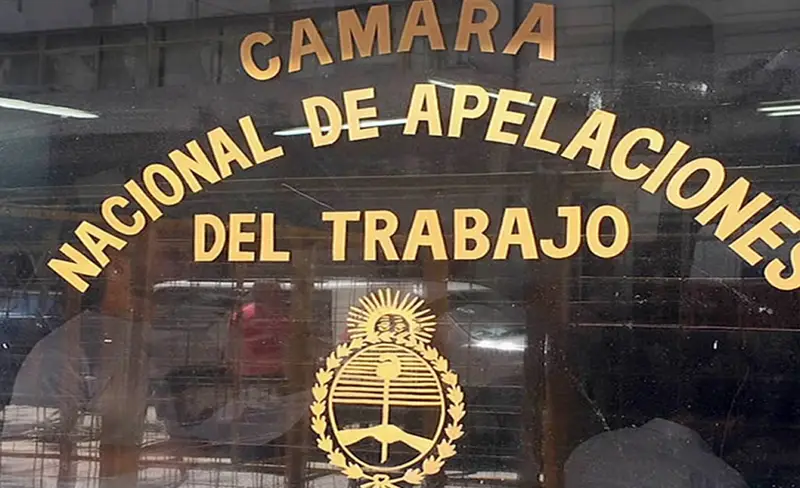 CAMARA
NACIONAL DE APELACIONES
DEL TRABAJO